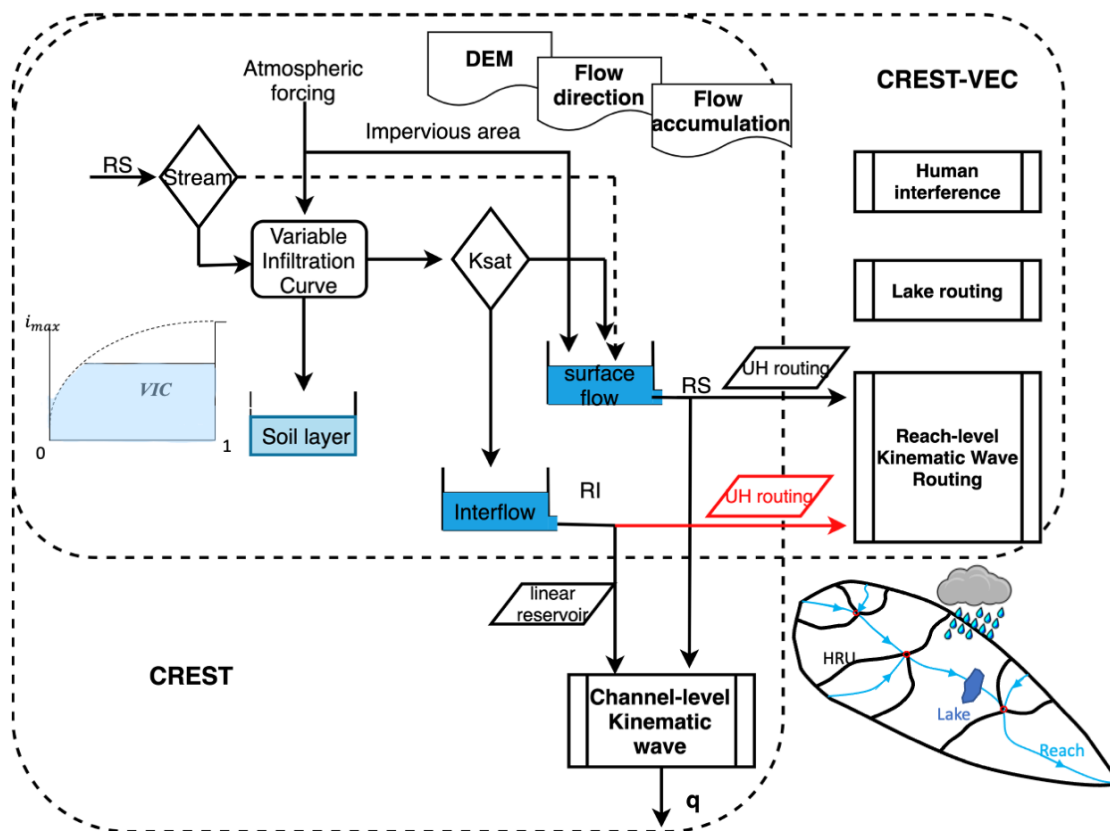 DEM
Flow
direction
Flow
accumulation
CREST-VEC
Atmospheric
forcing
Impervious area
RS
Stream
Human
interference
Variable
Infiltration
Curve
Ksat
Lake routing
imax
VIC
0
1
Soil layer
surface
flow
RS
UH routing
Reach-level
Kinematic Wave
Routing
Interflow
RI
UH routing
linear
reservoir
CREST
Channel-level
Kinematic
wave
q
HRU
Lake
Reach